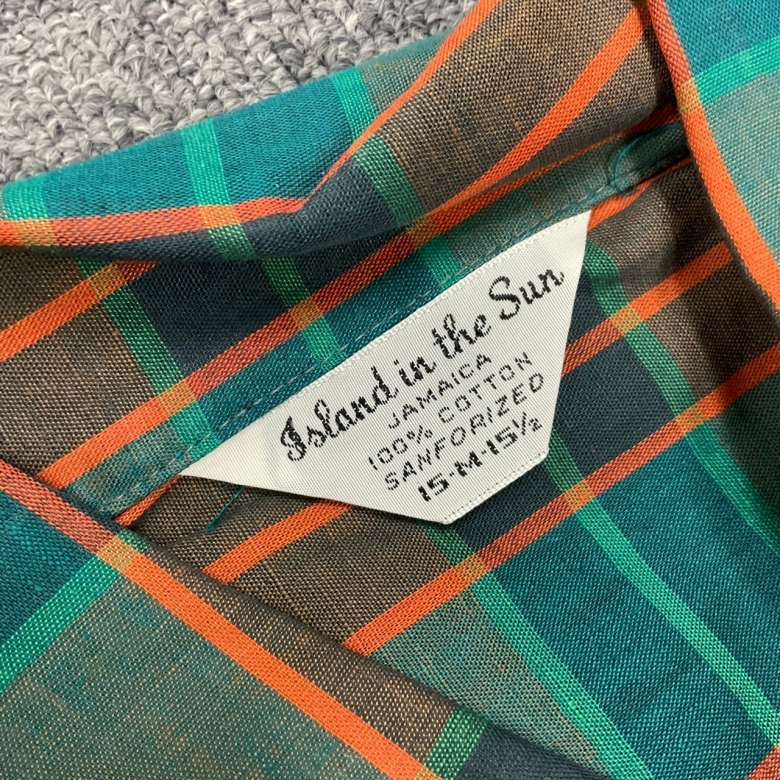 Island in the Sun
JAMAICA
100% COTTON
SANFORIZED
15-M-15½